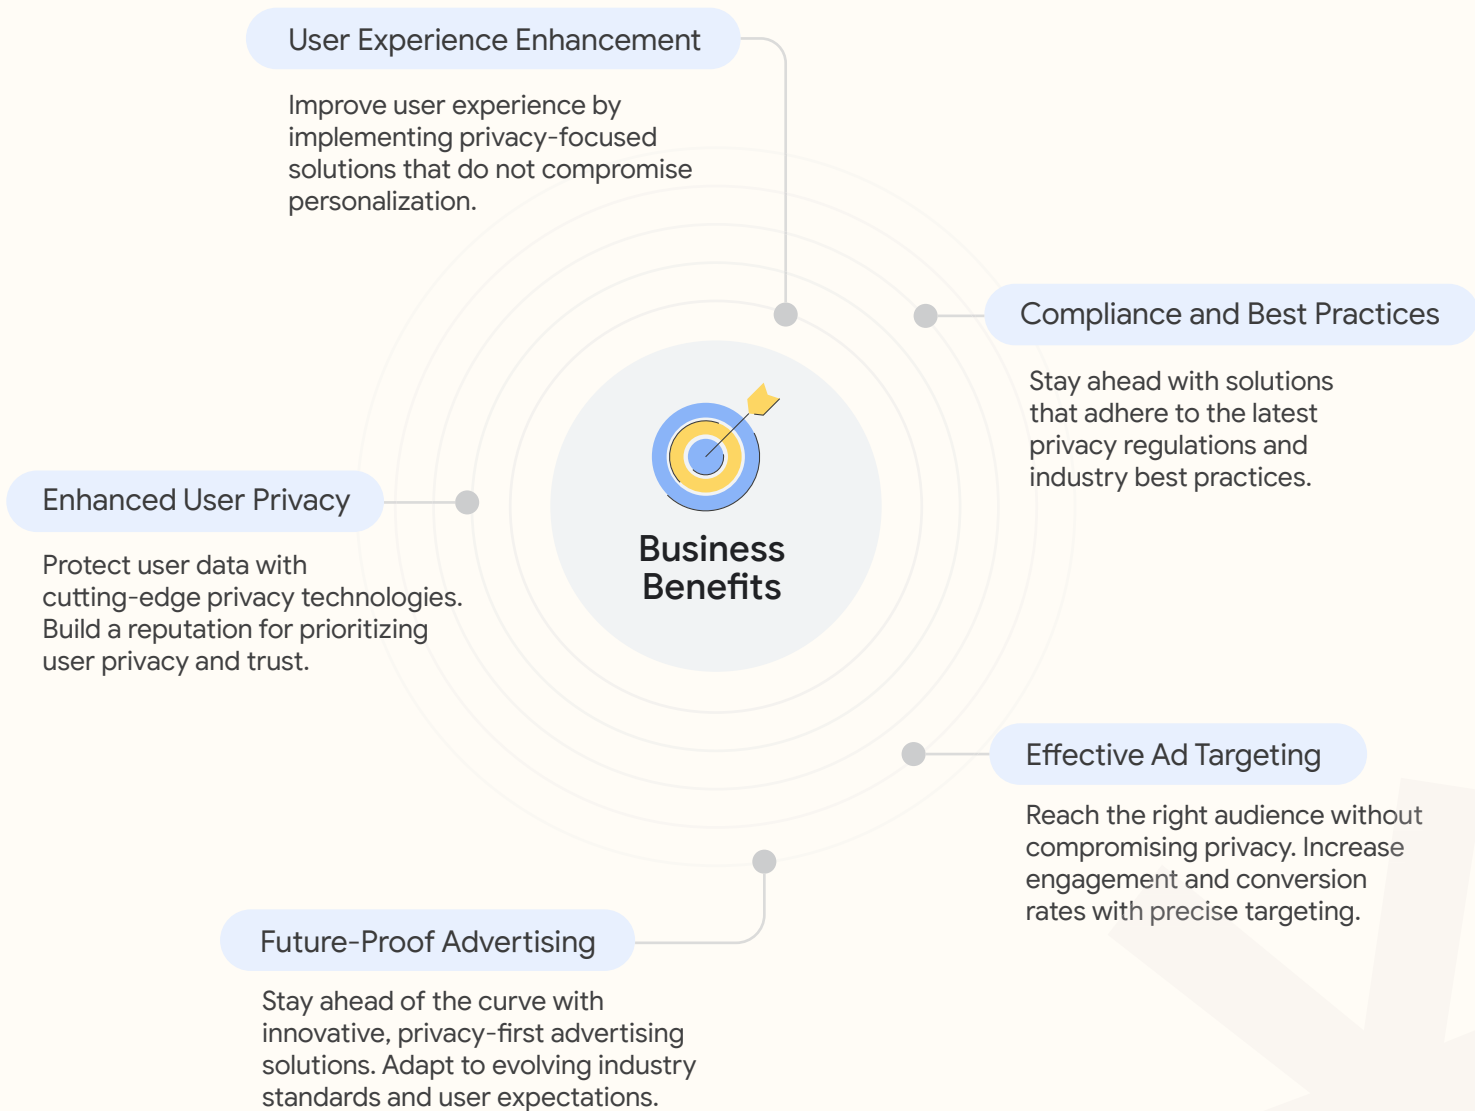 User Experience Enhancement
Improve user experience by
implementing privacy-focused
solutions that do not compromise
personalization.
Compliance and Best Practices
Stay ahead with solutions
that adhere to the latest
privacy regulations and
industry best practices.
Enhanced User Privacy
Protect user data with
cutting-edge privacy technologies.
Build a reputation for prioritizing
user privacy and trust.
Business
Benefits
Effective Ad Targeting
Reach the right audience without
compromising privacy. Increase
engagement and conversion
rates with precise targeting.
Future-Proof Advertising
Stay ahead of the curve with
innovative, privacy-first advertising
solutions. Adapt to evolving industry
standards and user expectations.